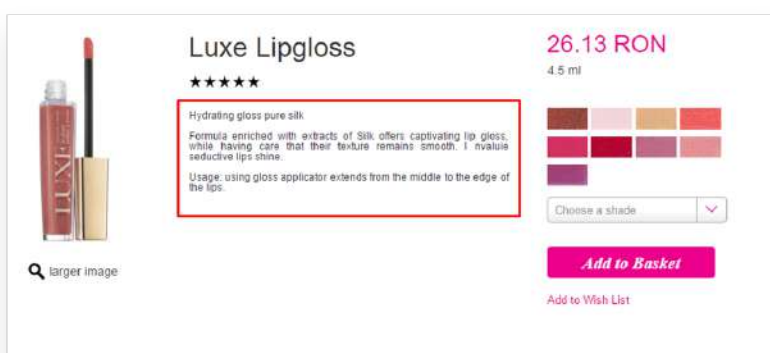 Luxe Lipgloss
★★★★★
Hydrating gloss pure silk
Formula enriched with extracts of Silk offers captivating lip gloss,
while having care that their texture remains smooth. I nvaluie
seductive lips shine.
Usage: using gloss applicator extends from the middle to the edge of
the lips.
LUXE
larger image
26.13 RON
4.5 ml
Choose a shade
Add to Basket
Add to Wish List